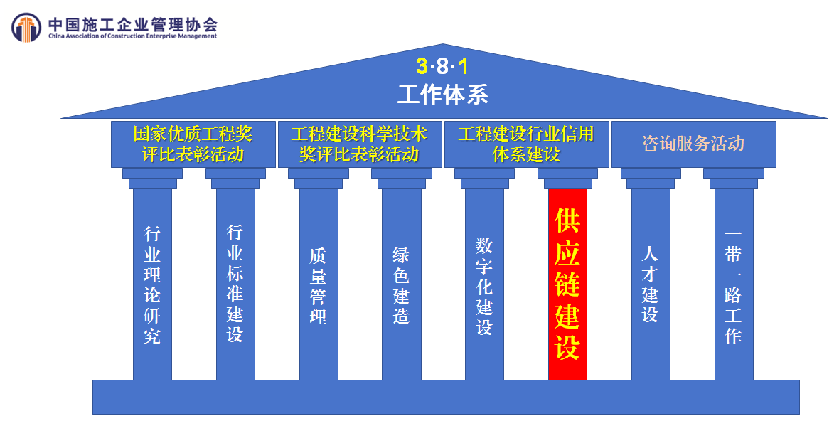 中国施工企业管理协会
China Association of Construction Enterprise Management
3·8·1
工作体系
国家优质工程奖
评比表彰活动
工程建设科学技术
奖评比表彰活动
工程建设行业信用
体系建设
咨询服务活动
行业理论研究
行业标准建设
质量管理
绿色建造
数字化建设
供应链建设
人才建设
一带一路工作